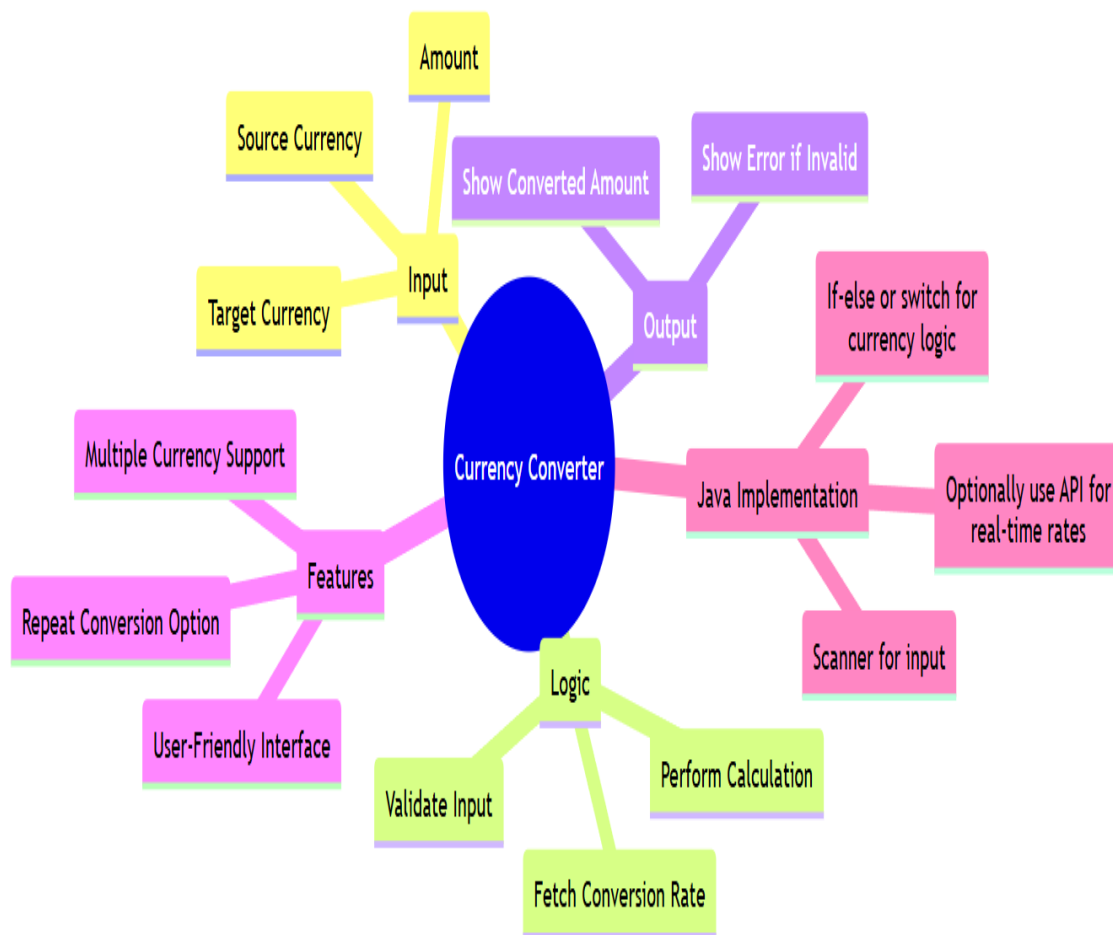 Amount
Source Currency
Show Converted Amount
Show Error if Invalid
Input
Target Currency
Output
If-else or switch for
currency logic
Multiple Currency Support
Currency Converter
Java Implementation
Optionally use API for
real-time rates
Features
Repeat Conversion Option
Scanner for input
Logic
User-Friendly Interface
Validate Input
Perform Calculation
Fetch Conversion Rate